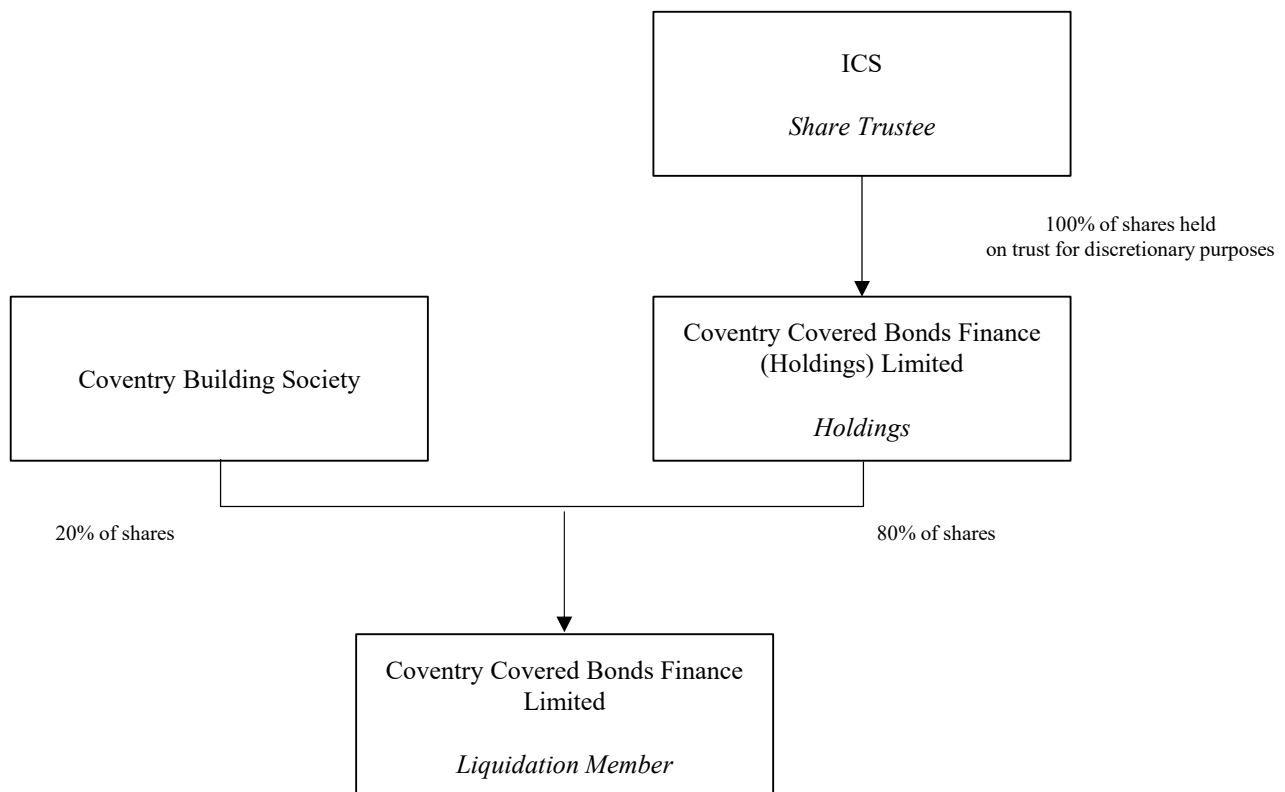 ICS
Share Trustee
100% of shares held
on trust for discretionary purposes
Coventry Building Society
Coventry Covered Bonds Finance
(Holdings) Limited
Holdings
20% of shares
80% of shares
Coventry Covered Bonds Finance
Limited
Liquidation Member